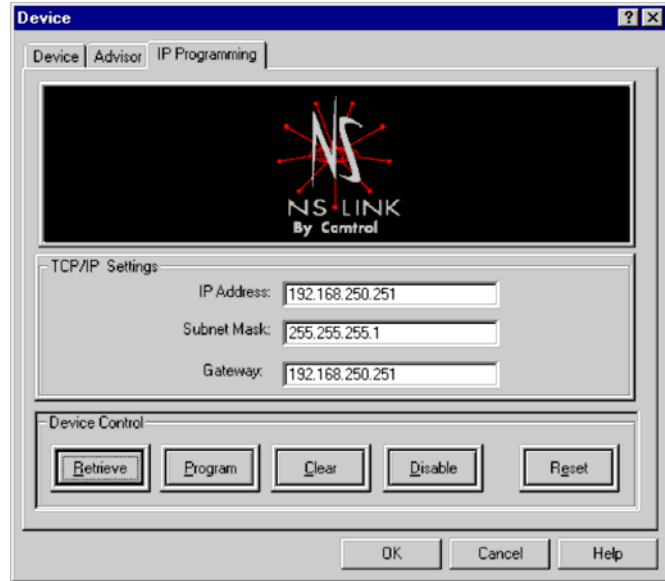 Device
Device Advisor IP Programming
NS
NS LINK
By Comtrol
TCP/IP Settings
IP Address: 192.168.250.251
Subnet Mask: 255.255.255.1
Gateway: 192.168.250.251
Device Control
Retrieve Program Clear Disable Reset
OK Cancel Help